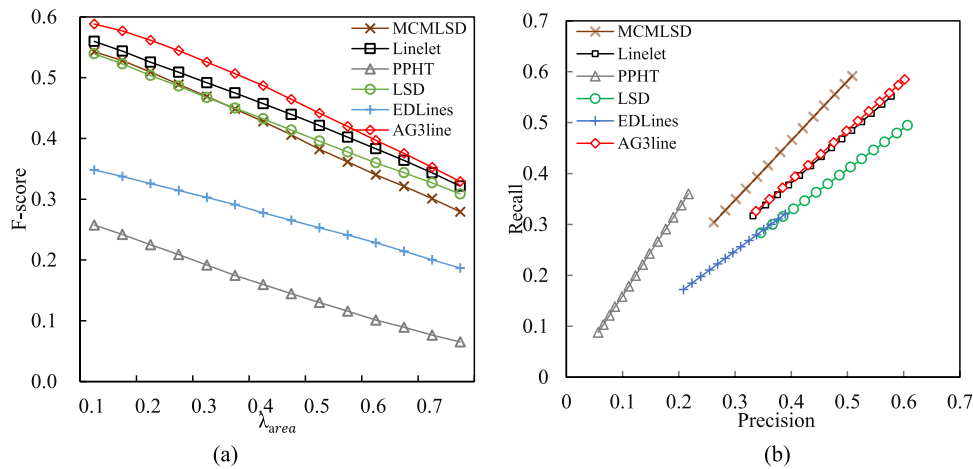 0.6
0.5
0.4
0.3
0.2
0.1
0.0
F-score
MCMLSD
Linelet
PPHT
LSD
EDLines
AG3line
0.1 0.2 0.3 0.4 0.5 0.6 0.7
λarea
(a)
0.7
0.6
0.5
0.4
0.3
0.2
0.1
0
Recall
MCMLSD
Linelet
PPHT
LSD
EDLines
AG3line
0 0.1 0.2 0.3 0.4 0.5 0.6 0.7
Precision
(b)